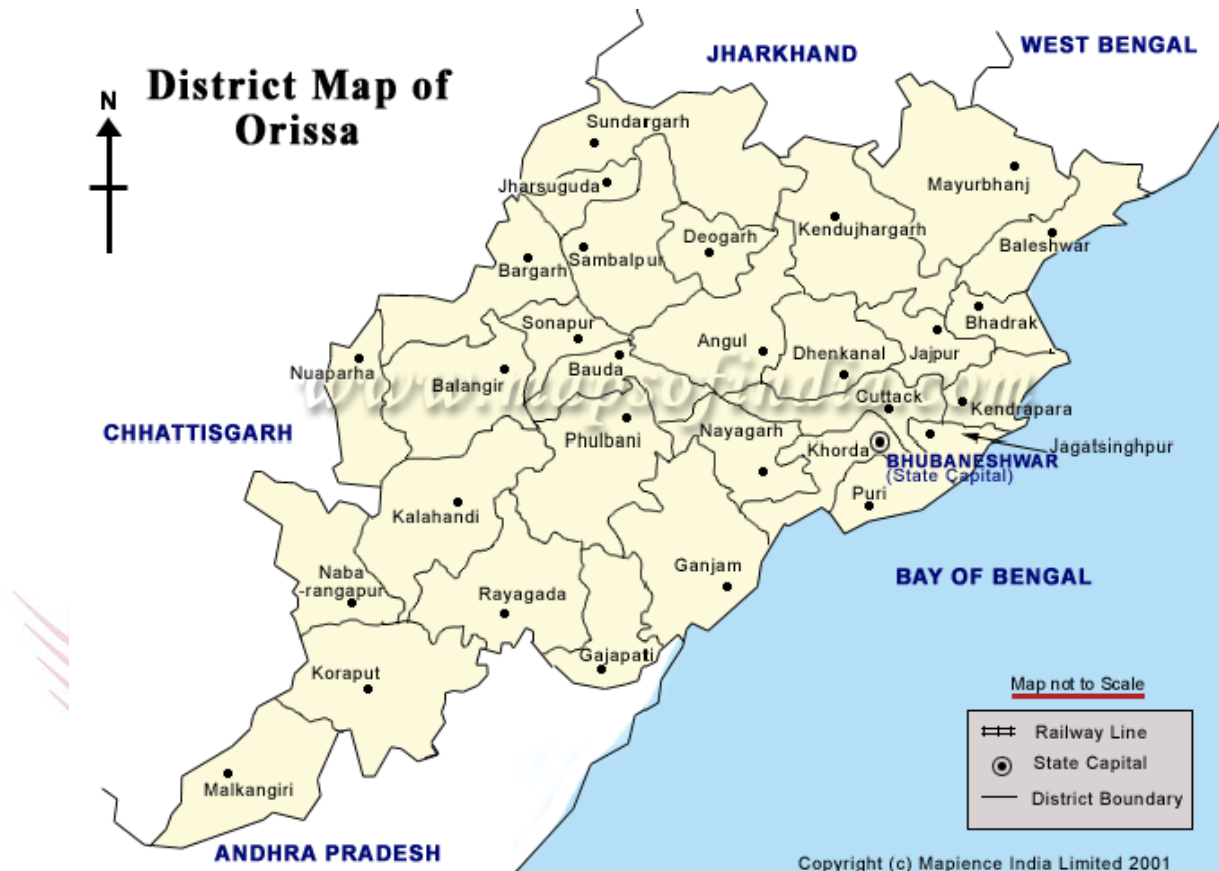 JHARKHAND
WEST BENGAL
District Map of
Orissa
N
Sundargarh
Jharsuguda
Mayurbhanj
Kendujhargarh
Deogarh
Baleshwar
Sambalpur
Bargarh
Sonapur
Bhadrak
Angul
Dhenkanal
Jajpur
Nuaparha
Bauda
Balangir
www.mapsofindia.com
Cuttack
Kendrapara
CHHATTISGARH
Phulbani
Nayagarh
Khorda
Jagatsinghpur
BHUBANESHWAR
(State Capital)
Puri
Kalahandi
Ganjam
BAY OF BENGAL
Naba
-rangapur
Rayagada
Gajapati
Koraput
Map not to Scale
Railway Line
State Capital
District Boundary
Malkangiri
ANDHRA PRADESH
Copyright (c) Mapience India Limited 2001